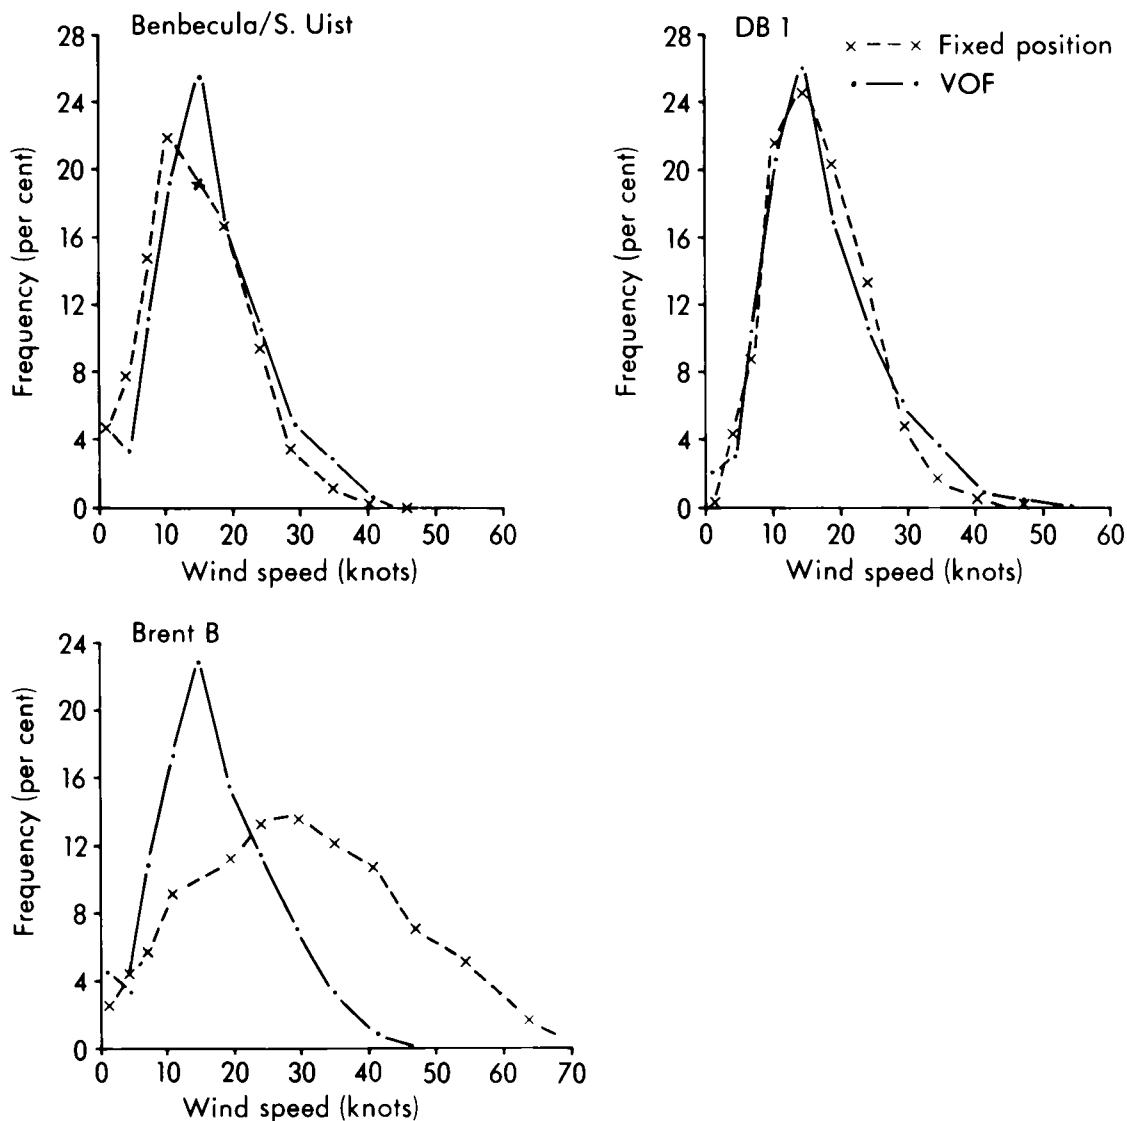 Benbecula/S. Uist
28
24
20
16
12
8
4
0
Frequency (per cent)
0 10 20 30 40 50 60
Wind speed (knots)
DB 1
x - - x Fixed position
VOF
28
24
20
16
12
8
4
0
Frequency (per cent)
0 10 20 30 40 50 60
Wind speed (knots)
Brent B
24
20
16
12
8
4
0
Frequency (per cent)
0 10 20 30 40 50 60 70
Wind speed (knots)